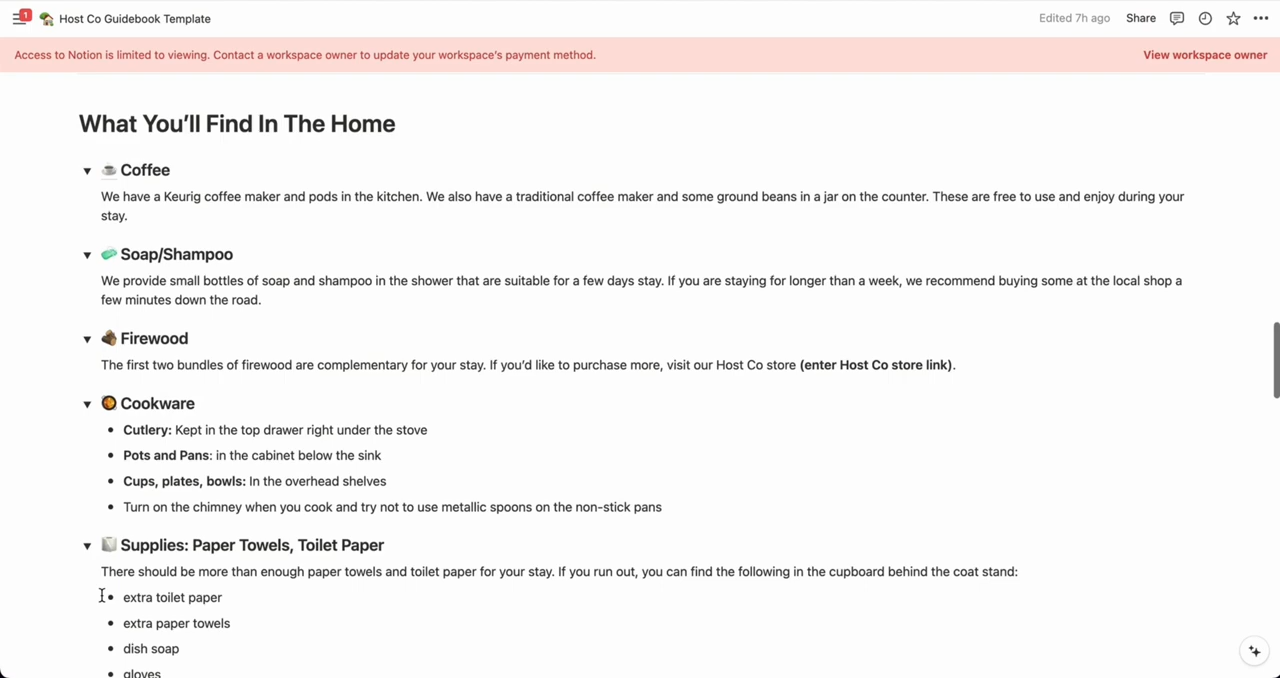 1
Host Co Guidebook Template
Edited 7h ago
Share
Access to Notion is limited to viewing. Contact a workspace owner to update your workspace's payment method.
View workspace owner
What You'll Find In The Home
Coffee
We have a Keurig coffee maker and pods in the kitchen. We also have a traditional coffee maker and some ground beans in a jar on the counter. These are free to use and enjoy during your
stay.
Soap/Shampoo
We provide small bottles of soap and shampoo in the shower that are suitable for a few days stay. If you are staying for longer than a week, we recommend buying some at the local shop a
few minutes down the road.
Firewood
The first two bundles of firewood are complementary for your stay. If you'd like to purchase more, visit our Host Co store (enter Host Co store link).
Cookware
Cutlery: Kept in the top drawer right under the stove
Pots and Pans: in the cabinet below the sink
Cups, plates, bowls: In the overhead shelves
Turn on the chimney when you cook and try not to use metallic spoons on the non-stick pans
Supplies: Paper Towels, Toilet Paper
There should be more than enough paper towels and toilet paper for your stay. If you run out, you can find the following in the cupboard behind the coat stand:
extra toilet paper
extra paper towels
dish soap
gloves